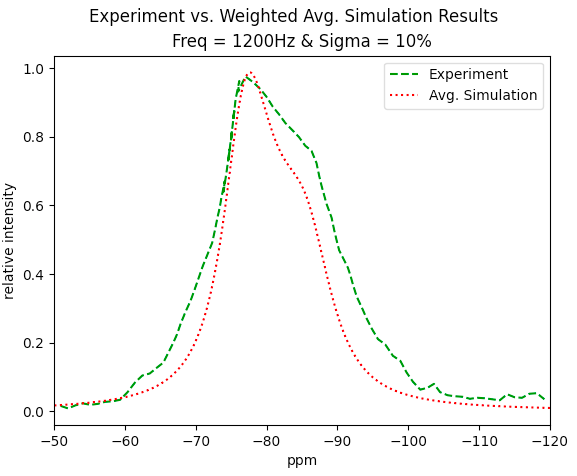 Experiment vs. Weighted Avg. Simulation Results
Freq = 1200Hz & Sigma = 10%
Experiment
Avg. Simulation
relative intensity
1.0
0.8
0.6
0.4
0.2
0.0
−50 −60 −70 −80 −90 −100 −110 −120
ppm